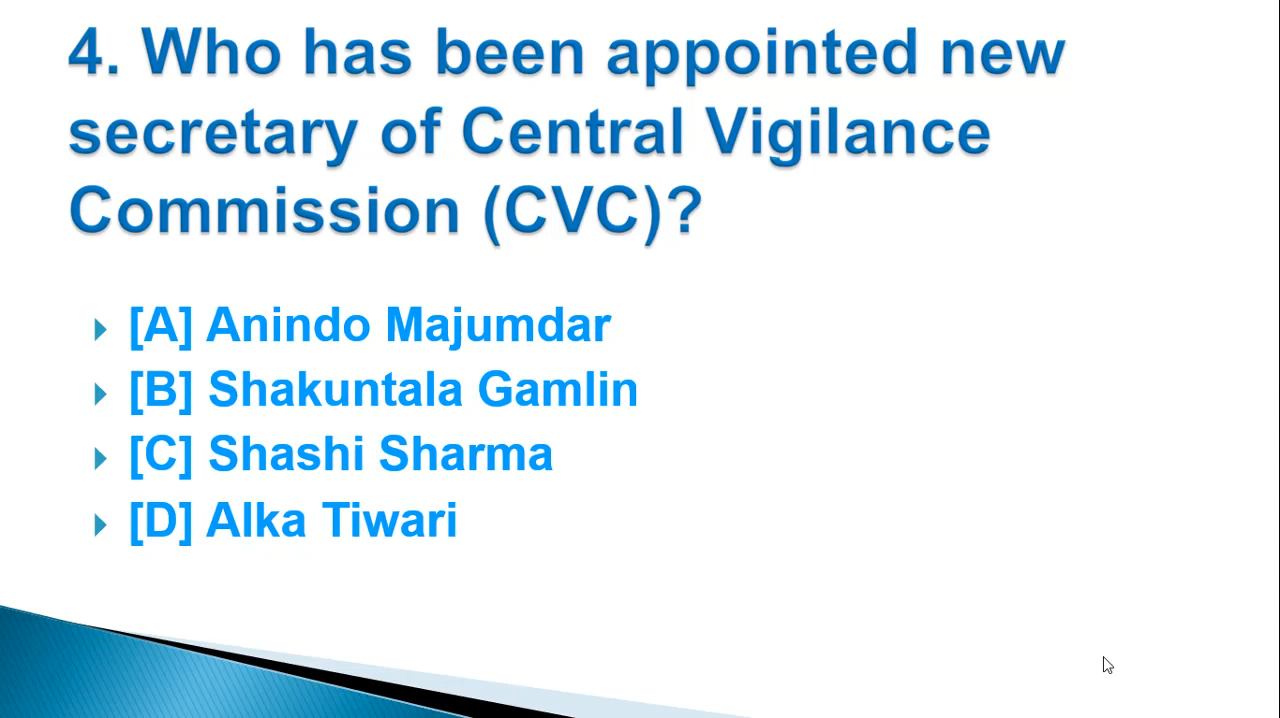 4. Who has been appointed new
secretary of Central Vigilance
Commission (CVC)?
[A] Anindo Majumdar
[B] Shakuntala Gamlin
[C] Shashi Sharma
[D] Alka Tiwari